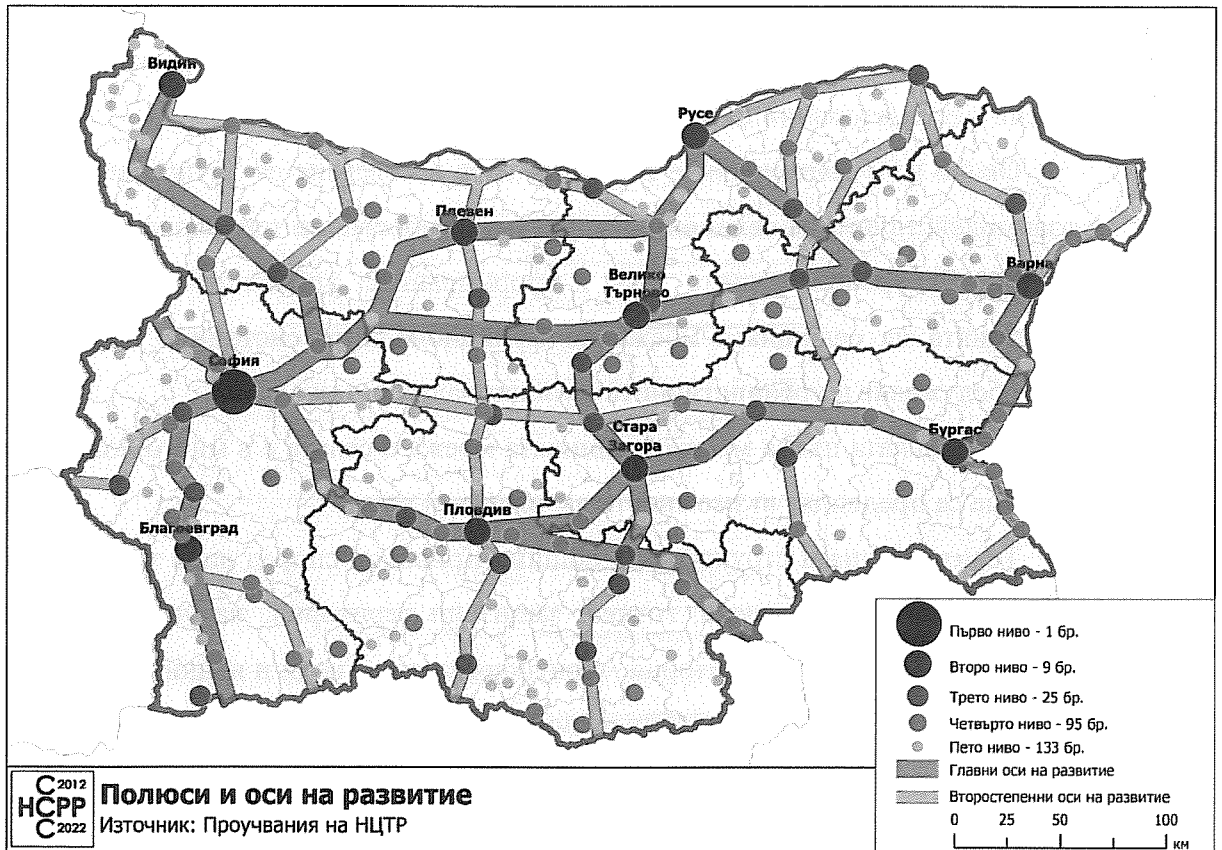 Видин
Русе
Плевен
Велико
Търново
Варна
София
Стара
Загора
Бургас
Пловдив
Благоевград
Първо ниво - 1 бр.
Второ ниво - 9 бр.
Трето ниво - 25 бр.
Четвърто ниво - 95 бр.
Пето ниво - 133 бр.
Главни оси на развитие
Второстепенни оси на развитие
0 25 50 100
км
С 2012
НСРР
С 2022
Полюси и оси на развитие
Източник: Проучвания на НЦТР